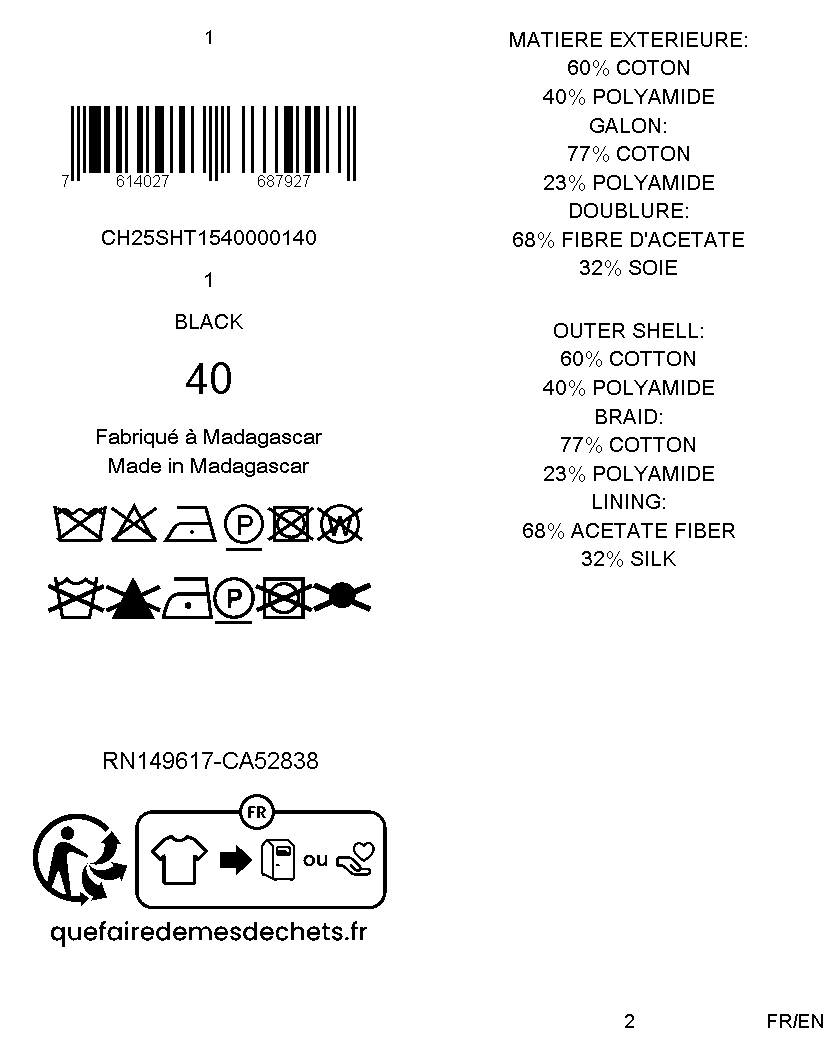 1
7 614027 687927
CH25SHT1540000140
1
BLACK
40
Fabriqué à Madagascar
Made in Madagascar
P W
P
RN149617-CA52838
FR
ou
quefairedemesdechets.fr
MATIERE EXTERIEURE:
60% COTON
40% POLYAMIDE
GALON:
77% COTON
23% POLYAMIDE
DOUBLURE:
68% FIBRE D'ACETATE
32% SOIE
OUTER SHELL:
60% COTTON
40% POLYAMIDE
BRAID:
77% COTTON
23% POLYAMIDE
LINING:
68% ACETATE FIBER
32% SILK
2
FR/EN